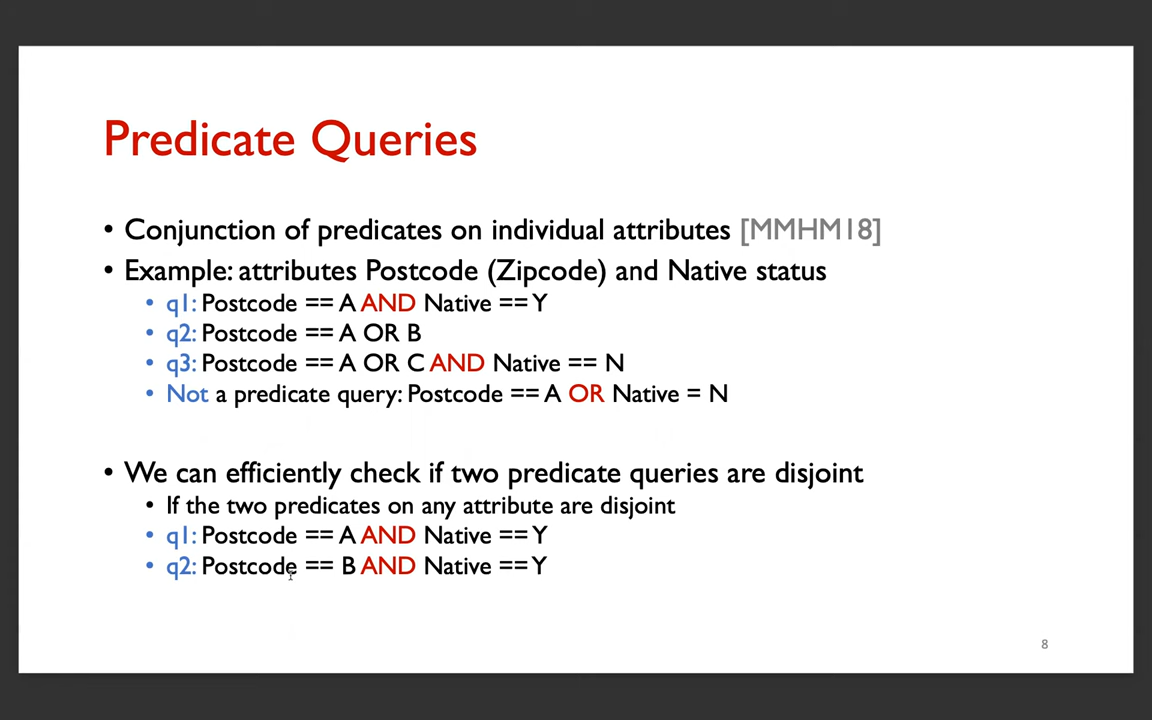 Predicate Queries
• Conjunction of predicates on individual attributes [MMHM18]
• Example: attributes Postcode (Zipcode) and Native status
• q1: Postcode == A AND Native == Y
• q2: Postcode == A OR B
• q3: Postcode == A OR C AND Native == N
• Not a predicate query: Postcode == A OR Native = N
• We can efficiently check if two predicate queries are disjoint
• If the two predicates on any attribute are disjoint
• q1: Postcode == A AND Native == Y
• q2: Postcode == B AND Native == Y
8